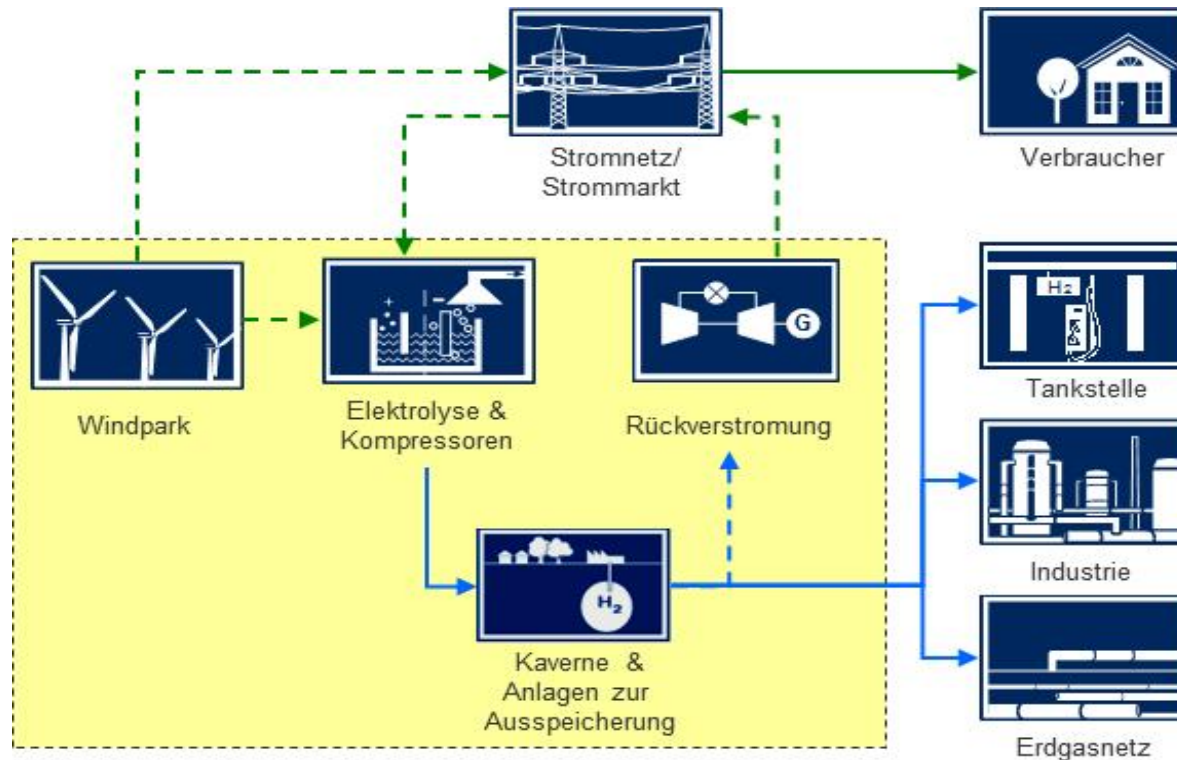 Stromnetz/
Strommarkt
Verbraucher
Windpark
+
-
Elektrolyse &
Kompressoren
G
Rückverstromung
H₂
Tankstelle
Industrie
H₂
Kaverne &
Anlagen zur
Ausspeicherung
Erdgasnetz